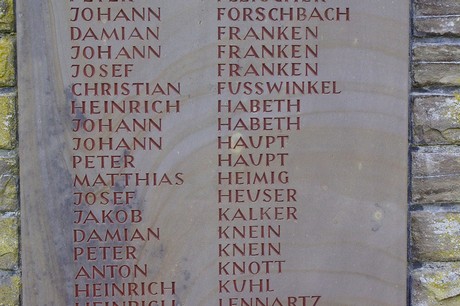 JOHANN FORSCHBACH
DAMIAN FRANKEN
JOHANN FRANKEN
JOSEF FRANKEN
CHRISTIAN FUSSWINKEL
HEINRICH HABETH
JOHANN HABETH
JOHANN HAUPT
PETER HAUPT
MATTHIAS HEIMIG
JOSEF HEUSER
JAKOB KALKER
DAMIAN KNEIN
PETER KNEIN
ANTON KNOTT
HEINRICH KUHL
HEINRICH LENNARTZ